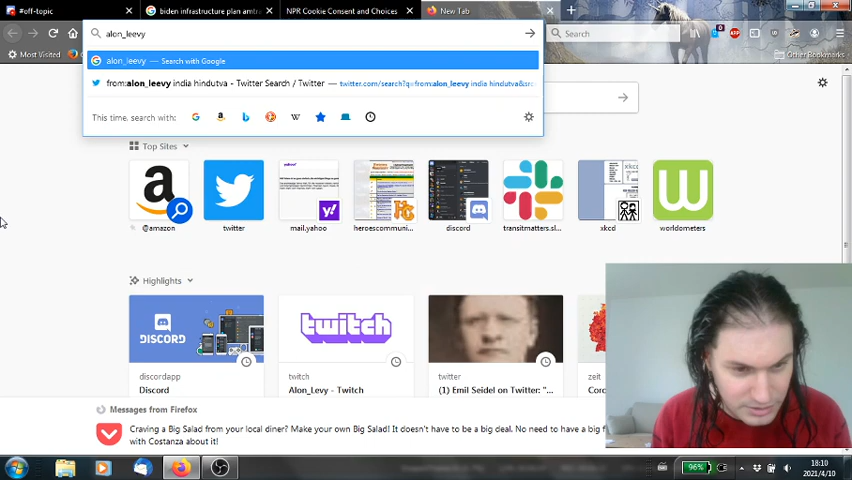 #off-topic
biden infrastructure plan amtr
NPR Cookie Consent and Choices
New Tab
alon_leevy
Search
Most Visited
Other Bookmarks
alon_leevy — Search with Google
from:alon_leevy india hindutva - Twitter Search / Twitter — twitter.com/search?q=from:alon_leevy india hindutva&src
This time, search with:
Top Sites
@amazon
twitter
mail.yahoo
heroescommuni...
discord
transitmatters.sl...
xkcd
worldometers
Highlights
DISCORD
twitch
discordapp
twitch
twitter
zeit
Discord
Alon_Levy - Twitch
(1) Emil Seidel on Twitter: "...
Coro
Messages from Firefox
Craving a Big Salad from your local diner? Make your own Big Salad! It doesn't have to be a big deal. No need to have a big f
with Costanza about it!
96%
18:10
2021/4/10